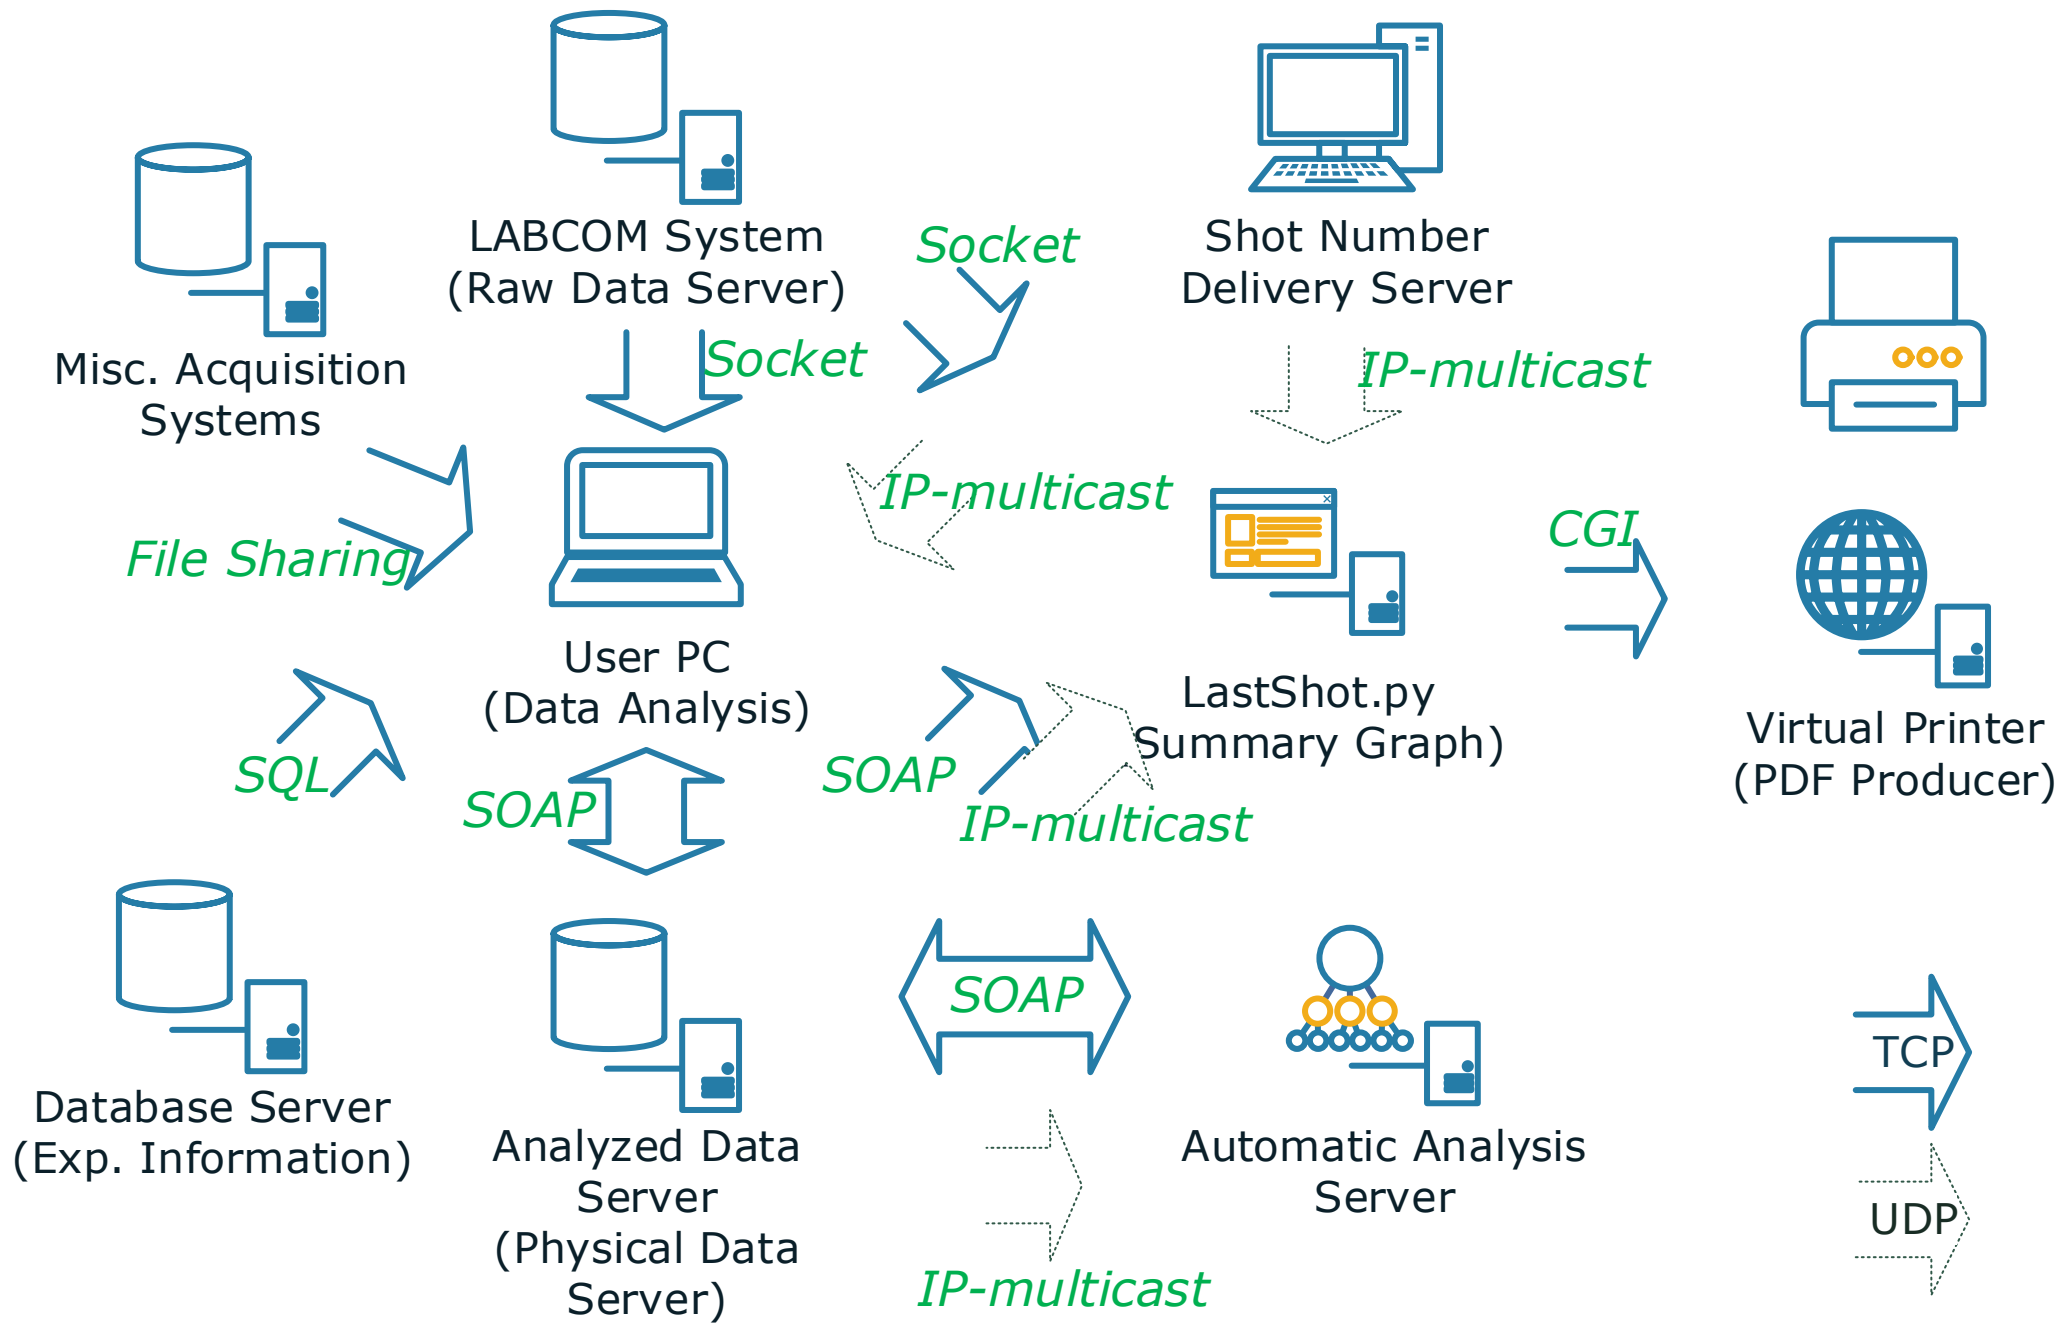 LABCOM System
(Raw Data Server)
Shot Number
Delivery Server
Misc. Acquisition
Systems
Socket
Socket
IP-multicast
File Sharing
IP-multicast
CGI
User PC
(Data Analysis)
LastShot.py
Summary Graph)
Virtual Printer
(PDF Producer)
SQL
SOAP
SOAP
IP-multicast
SOAP
Database Server
(Exp. Information)
Analyzed Data
Server
(Physical Data
Server)
Automatic Analysis
Server
IP-multicast
TCP
UDP